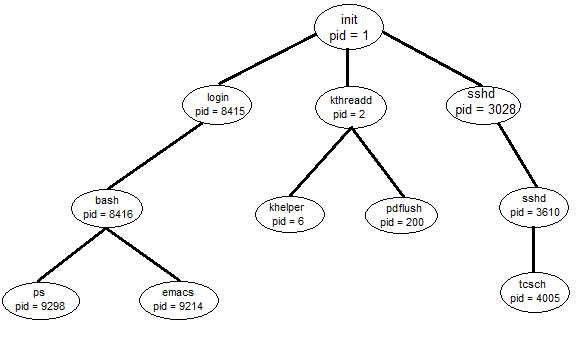 init
pid = 1
login
pid = 8415
kthreadd
pid = 2
sshd
pid = 3028
bash
pid = 8416
khelper
pid = 6
pdflush
pid = 200
sshd
pid = 3610
ps
pid = 9298
emacs
pid = 9214
tcsch
pid = 4005